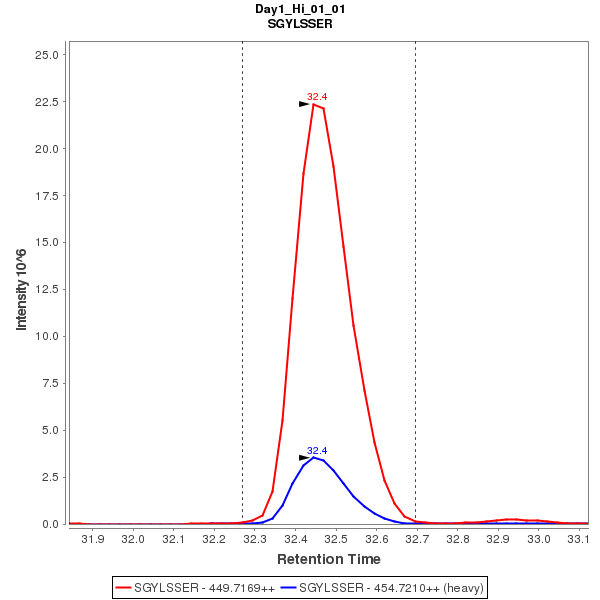 Day1_Hi_01_01
SGYLSSER
25.0
22.5
20.0
17.5
15.0
12.5
10.0
7.5
5.0
2.5
0.0
Intensity 10^6
32.4
32.4
31.9 32.0 32.1 32.2 32.3 32.4 32.5 32.6 32.7 32.8 32.9 33.0 33.1
Retention Time
SGYLSSER - 449.7169++ SGYLSSER - 454.7210++ (heavy)